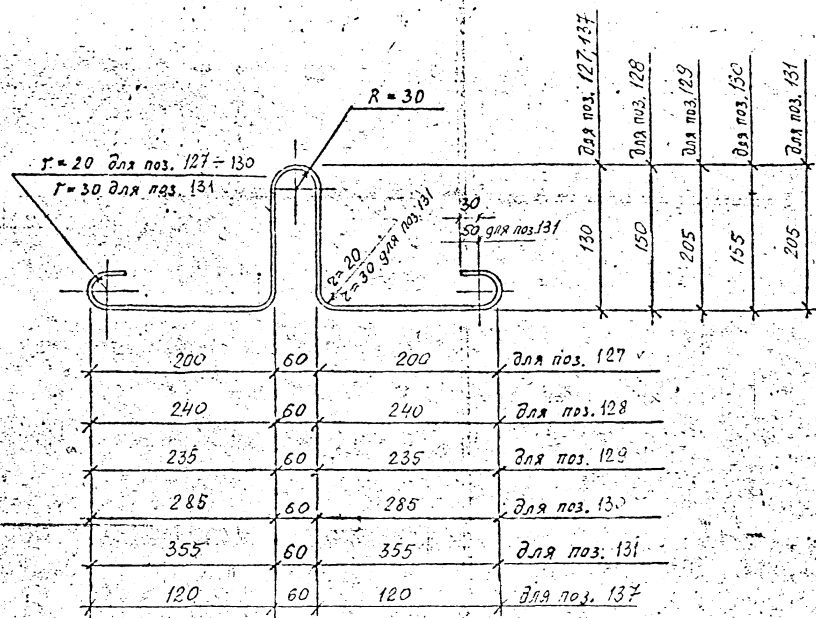 R = 30
r = 20 для поз. 127÷130
r = 30 для поз. 131
r = 20
r = 30 для поз. 131
30
50 для поз. 131
для поз. 127, 137
для поз. 128
для поз. 129
для поз. 130
для поз. 131
130
150
205
155
205
200 60 200 для поз. 127
240 60 240 для поз. 128
235 60 235 для поз. 129
285 60 285 для поз. 130
355 60 355 для поз. 131
120 60 120 для поз. 137